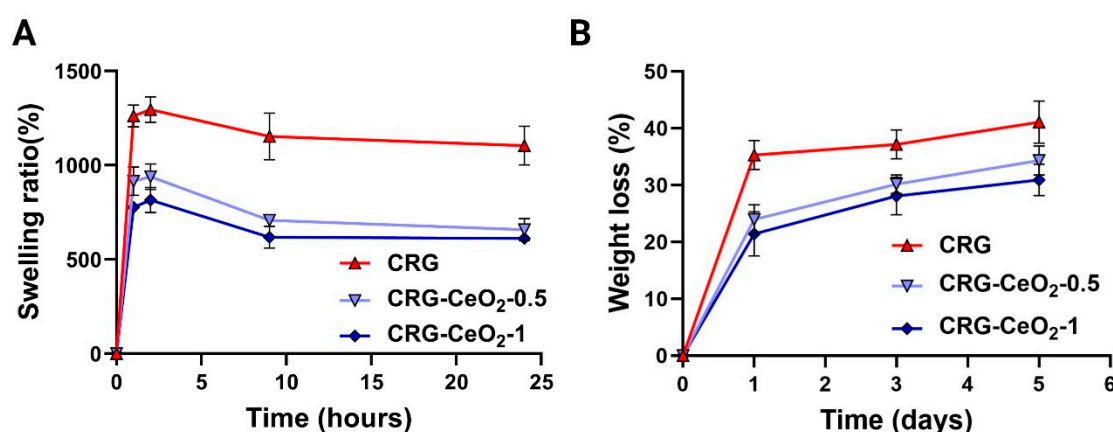 A
Swelling ratio(%)
1500
1000
500
0
0 5 10 15 20 25
Time (hours)
CRG
CRG-CeO₂-0.5
CRG-CeO₂-1
B
Weight loss (%)
50
40
30
20
10
0
0 1 2 3 4 5 6
Time (days)
CRG
CRG-CeO₂-0.5
CRG-CeO₂-1